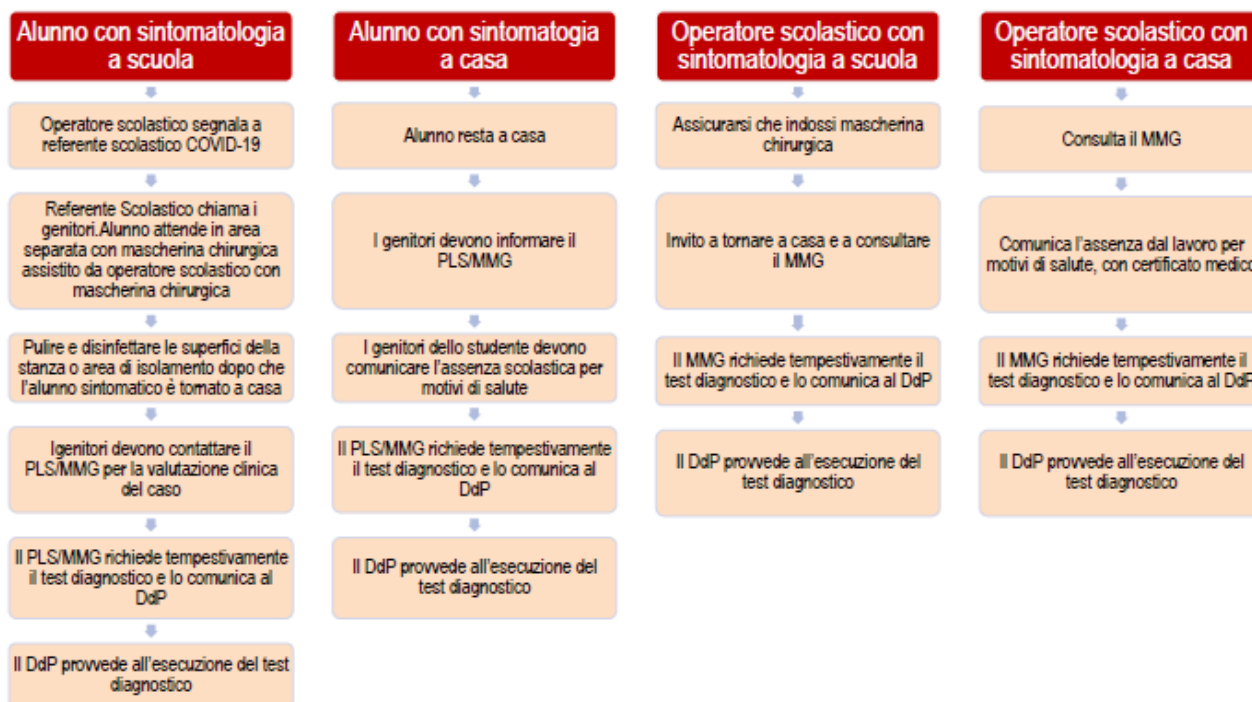 Alunno con sintomatologia
a scuola
Operatore scolastico segnala a
referente scolastico COVID-19
Referente Scolastico chiama i
genitori.Alunno attende in area
separata con mascherina chirurgica
assistito da operatore scolastico con
mascherina chirurgica
Pulire e disinfettare le superfici della
stanza o area di isolamento dopo che
l'alunno sintomatico è tornato a casa
Igenitori devono contattare il
PLS/MMG per la valutazione clinica
del caso
Il PLS/MMG richiede tempestivamente
il test diagnostico e lo comunica al
DdP
Il DdP provvede all'esecuzione del test
diagnostico
Alunno con sintomatogia
a casa
Alunno resta a casa
I genitori devono informare il
PLS/MMG
I genitori dello studente devono
comunicare l'assenza scolastica per
motivi di salute
Il PLS/MMG richiede tempestivamente
il test diagnostico e lo comunica al
DdP
Il DdP provvede all'esecuzione del
test diagnostico
Operatore scolastico con
sintomatologia a scuola
Assicurarsi che indossi mascherina
chirurgica
Invito a tornare a casa e a consultare
il MMG
Il MMG richiede tempestivamente il
test diagnostico e lo comunica al DdP
Il DdP provvede all'esecuzione del
test diagnostico
Operatore scolastico con
sintomatologia a casa
Consulta il MMG
Comunica l'assenza dal lavoro per
motivi di salute, con certificato medico
Il MMG richiede tempestivamente il
test diagnostico e lo comunica al DdP
Il DdP provvede all'esecuzione del
test diagnostico